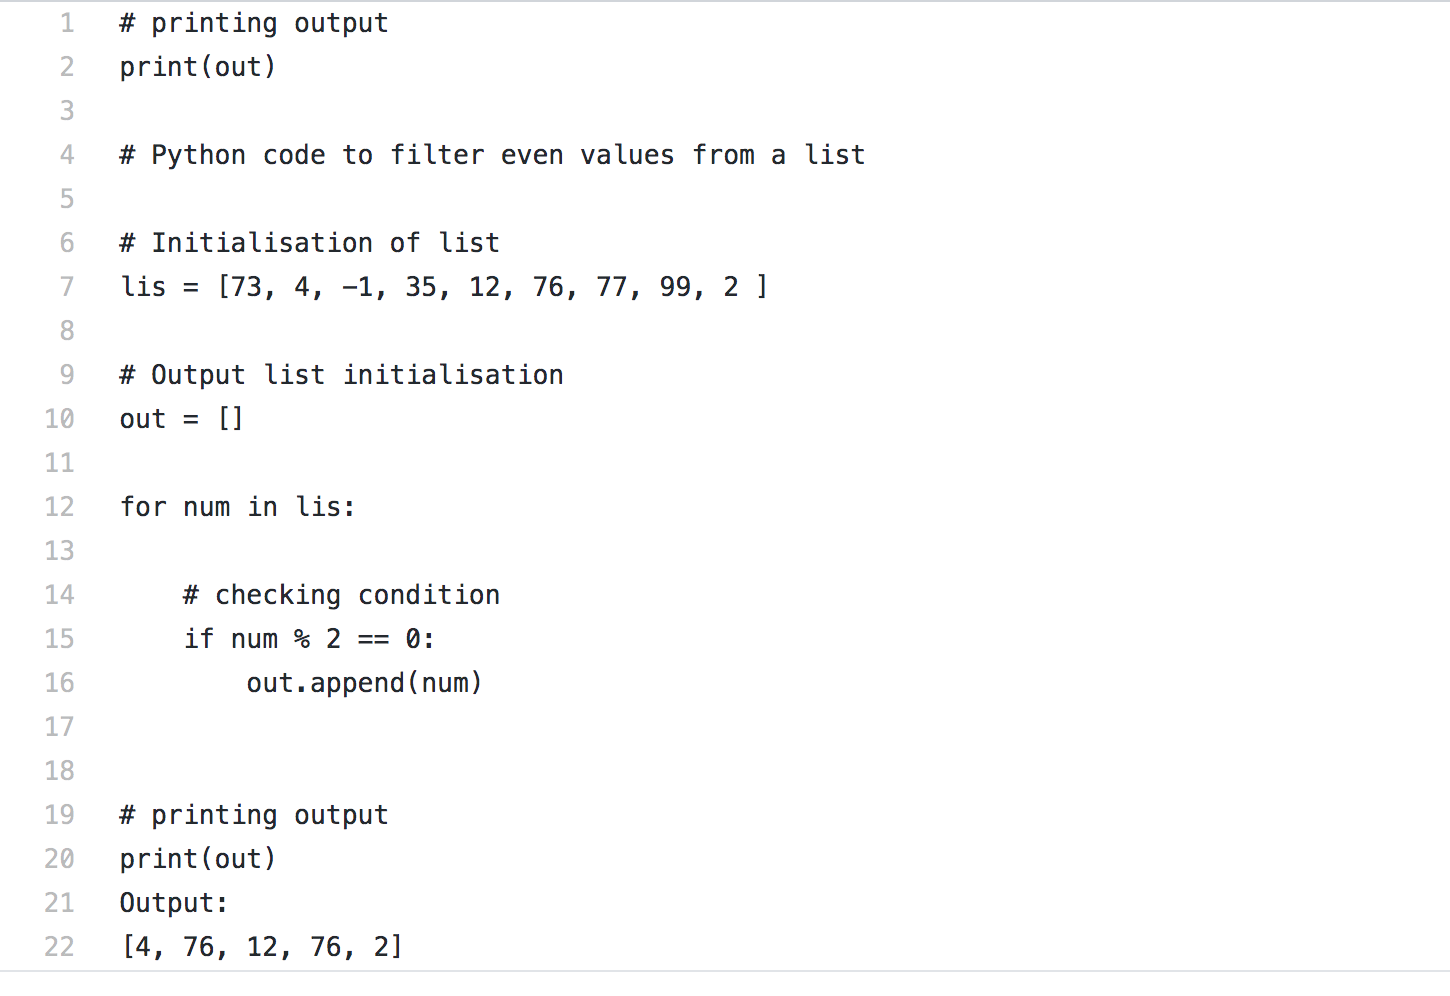 1 # printing output
2 print(out)
3
4 # Python code to filter even values from a list
5
6 # Initialisation of list
7 lis = [73, 4, −1, 35, 12, 76, 77, 99, 2 ]
8
9 # Output list initialisation
10 out = []
11
12 for num in lis:
13
14     # checking condition
15     if num % 2 == 0:
16         out.append(num)
17
18
19 # printing output
20 print(out)
21 Output:
22 [4, 76, 12, 76, 2]